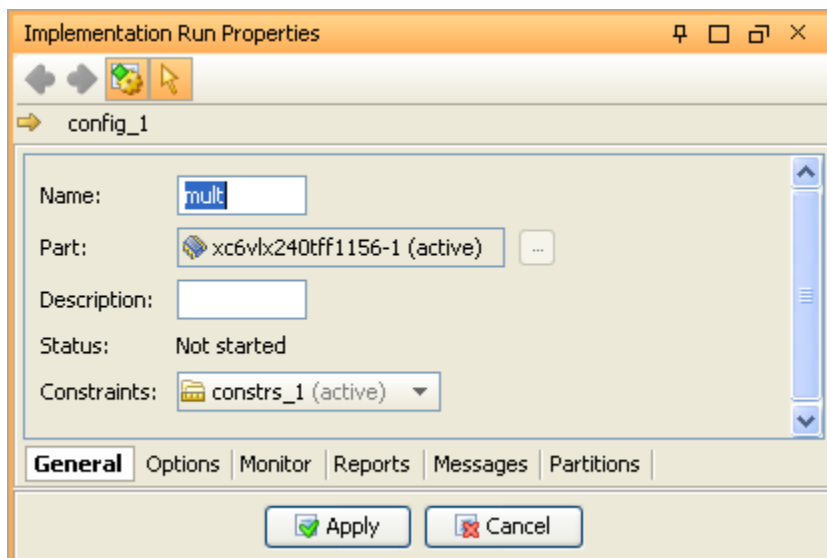 Implementation Run Properties
config_1
Name: mult
Part: xc6vlx240tff1156-1 (active) ...
Description:
Status: Not started
Constraints: constrs_1 (active)
General Options Monitor Reports Messages Partitions
Apply Cancel